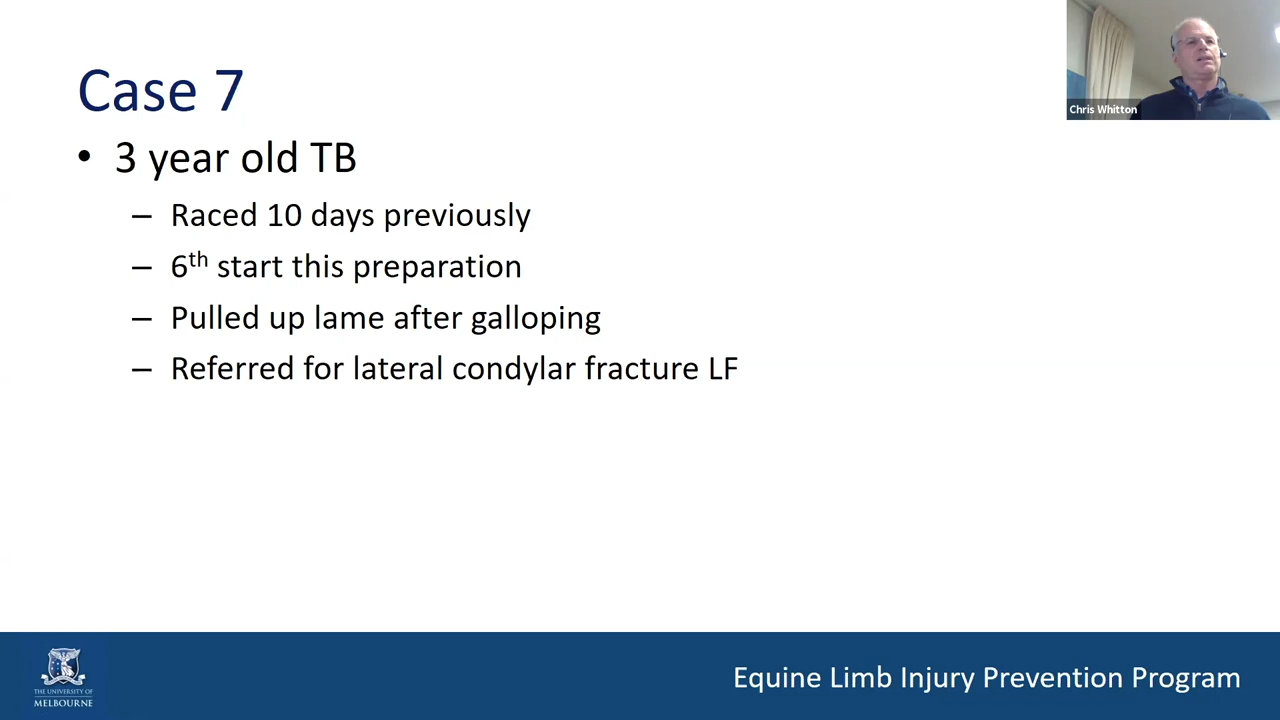 Case 7
Chris Whitton
• 3 year old TB
– Raced 10 days previously
– 6th start this preparation
– Pulled up lame after galloping
– Referred for lateral condylar fracture LF
THE UNIVERSITY OF
MELBOURNE
Equine Limb Injury Prevention Program